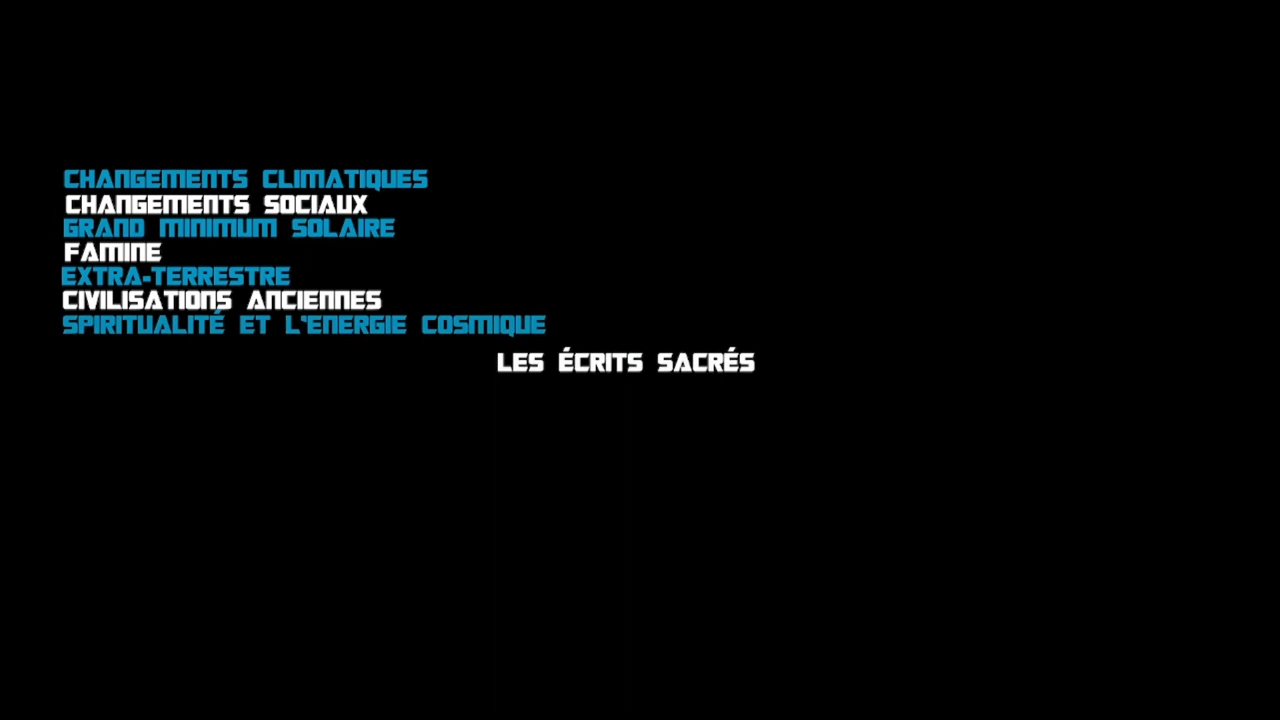 CHANGEMENTS CLIMATIQUES
CHANGEMENTS SOCIAUX
GRAND MINIMUM SOLAIRE
FAMINE
EXTRA-TERRESTRE
CIVILISATIONS ANCIENNES
SPIRITUALITÉ ET L'ENERGIE COSMIQUE
LES ÉCRITS SACRÉS